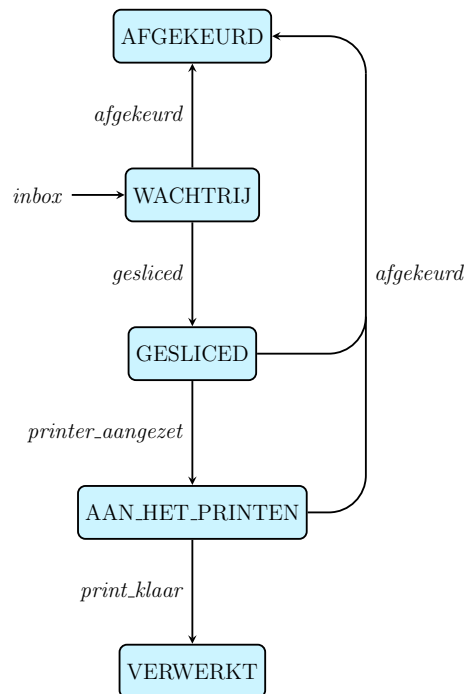 AFGEKEURD
afgekeurd
inbox
WACHTRIJ
gesliced
afgekeurd
GESLICED
printer_aangezet
AAN_HET_PRINTEN
print_klaar
VERWERKT